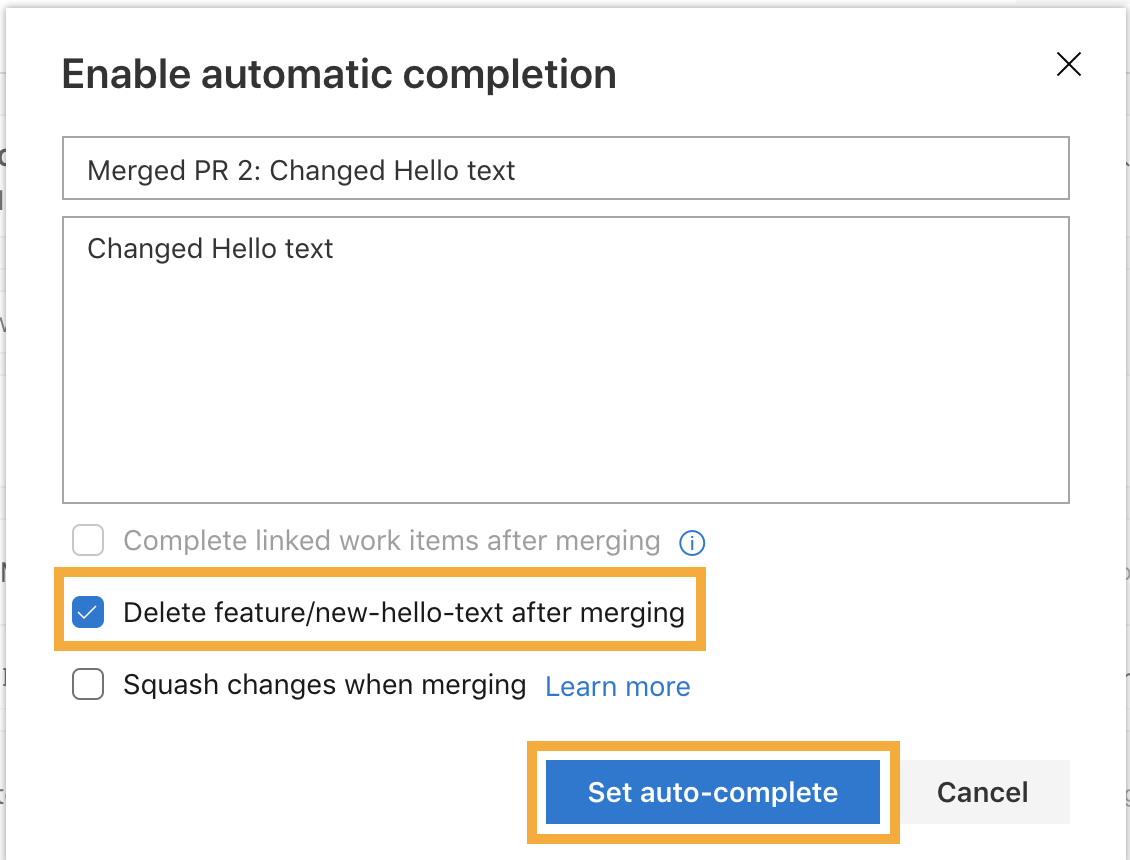 Enable automatic completion
Merged PR 2: Changed Hello text
Changed Hello text
Complete linked work items after merging
Delete feature/new-hello-text after merging
Squash changes when merging Learn more
Set auto-complete Cancel